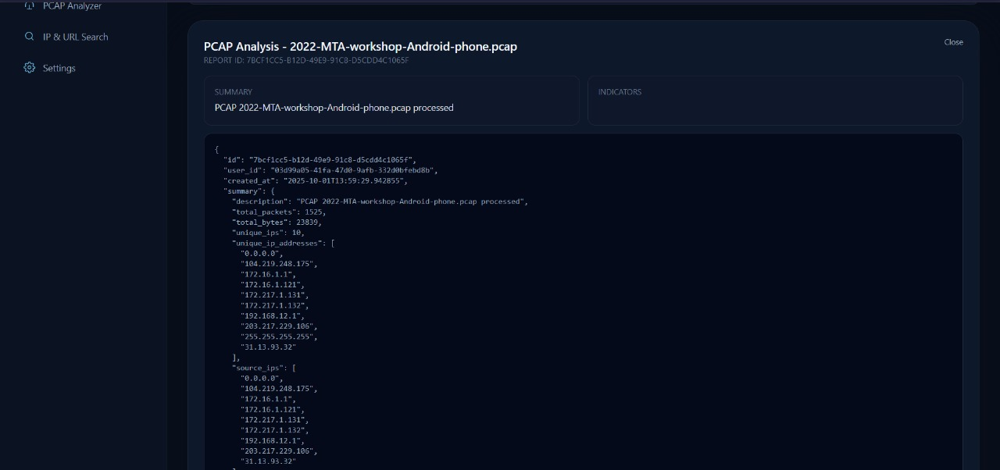 PCAP Analyzer
IP & URL Search
Settings
PCAP Analysis - 2022-MTA-workshop-Android-phone.pcap
Close
REPORT ID: 7BCF1CC5-B12D-49E9-91C8-D5CDD4C1065F
SUMMARY
PCAP 2022-MTA-workshop-Android-phone.pcap processed
INDICATORS
{
"id": "7bcf1cc5-b12d-49e9-91c8-d5cdd4c1065f",
"user_id": "03d99a05-41fa-47d0-9afb-332d0bfebd8b",
"created_at": "2025-10-01T13:59:29.942855",
"summary": {
"description": "PCAP 2022-MTA-workshop-Android-phone.pcap processed",
"total_packets": 1525,
"total_bytes": 23839,
"unique_ips": 10,
"unique_ip_addresses": [
"0.0.0.0",
"104.219.248.175",
"172.16.1.1",
"172.16.1.121",
"172.217.1.131",
"172.217.1.132",
"192.168.12.1",
"203.217.229.106",
"255.255.255.255",
"31.13.93.32"
],
"source_ips": [
"0.0.0.0",
"104.219.248.175",
"172.16.1.1",
"172.16.1.121",
"172.217.1.131",
"172.217.1.132",
"192.168.12.1",
"203.217.229.106",
"31.13.93.32"